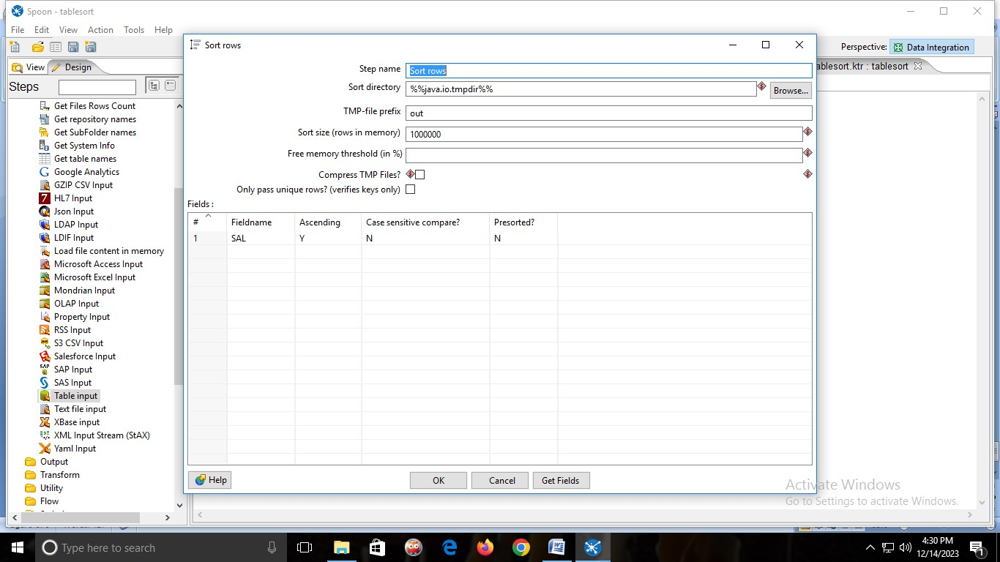 Spoon - tablesort
File Edit View Action Tools Help
Perspective: Data Integration
View Design
ablesort.ktr : tablesort
Steps
Get Files Rows Count
Get repository names
Get SubFolder names
Get System Info
Get table names
Google Analytics
GZIP CSV Input
HL7 Input
Json Input
LDAP Input
LDIF Input
Load file content in memory
Microsoft Access Input
Microsoft Excel Input
Mondrian Input
OLAP Input
Property Input
RSS Input
S3 CSV Input
Salesforce Input
SAP Input
SAS Input
Table input
Text file input
XBase input
XML Input Stream (StAX)
Yaml Input
Output
Transform
Utility
Flow
Sort rows
Step name Sort rows
Sort directory %%java.io.tmpdir%% Browse...
TMP-file prefix out
Sort size (rows in memory) 1000000
Free memory threshold (in %)
Compress TMP Files?
Only pass unique rows? (verifies keys only)
Fields :
# Fieldname Ascending Case sensitive compare? Presorted?
1 SAL Y N N
Help OK Cancel Get Fields
Activate Windows
Go to Settings to activate Windows.
Type here to search
4:30 PM
12/14/2023
1